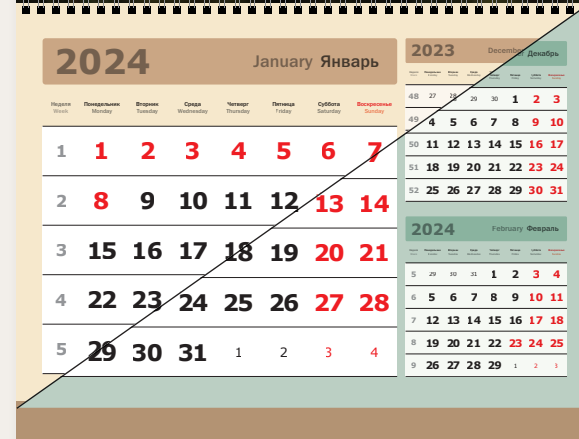 2024 January Январь
Неделя Понедельник Вторник Среда Четверг Пятница Суббота Воскресенье
Week Monday Tuesday Wednesday Thursday Friday Saturday Sunday
1 1 2 3 4 5 6 7
2 8 9 10 11 12 13 14
3 15 16 17 18 19 20 21
4 22 23 24 25 26 27 28
5 29 30 31 1 2 3 4
2023 December Декабрь
48 27 28 29 30 1 2 3
49 4 5 6 7 8 9 10
50 11 12 13 14 15 16 17
51 18 19 20 21 22 23 24
52 25 26 27 28 29 30 31
2024 February Февраль
5 29 30 31 1 2 3 4
6 5 6 7 8 9 10 11
7 12 13 14 15 16 17 18
8 19 20 21 22 23 24 25
9 26 27 28 29 1 2 3